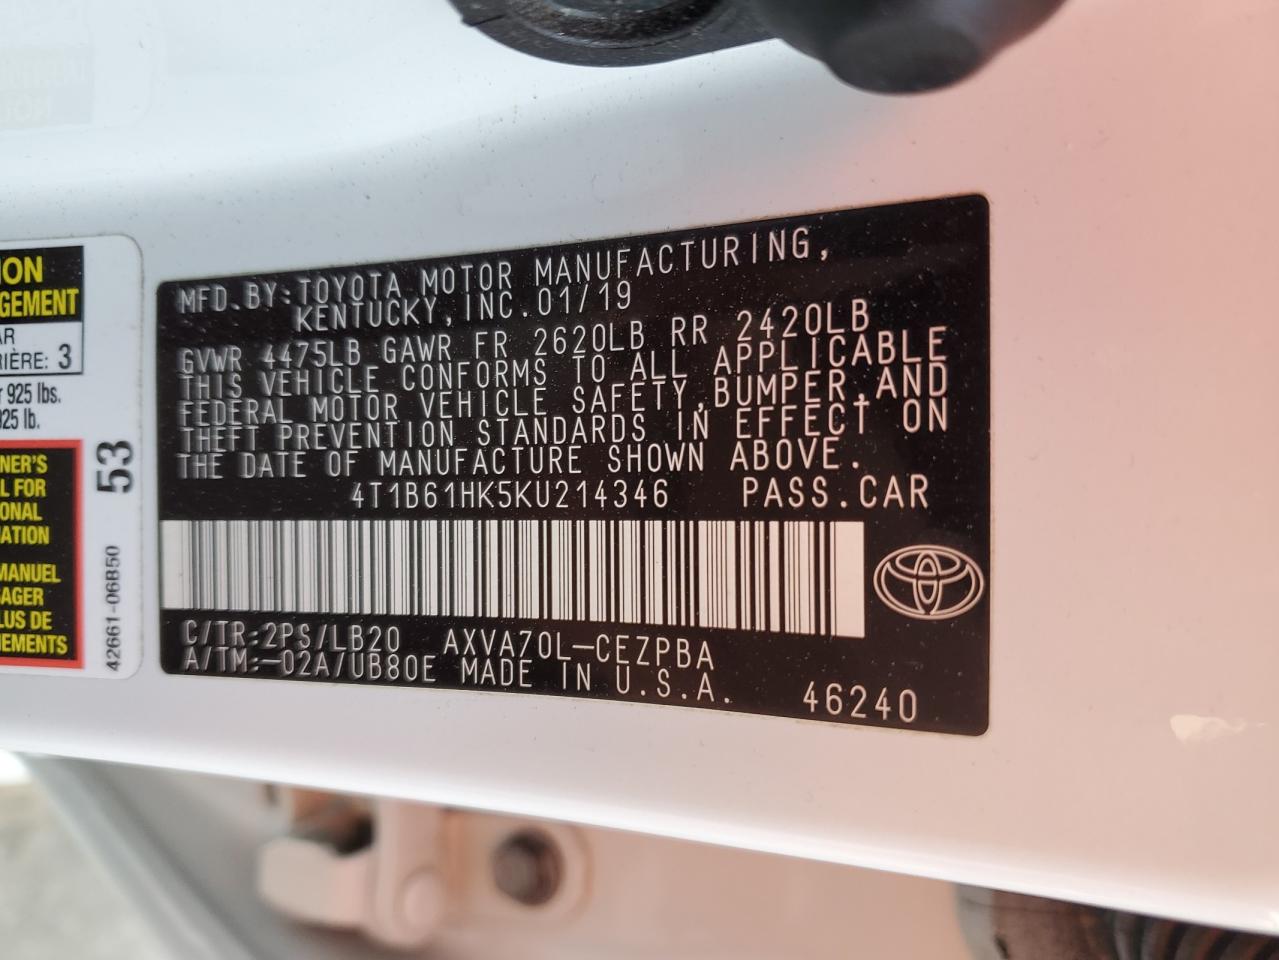 ION
GEMENT
AR
RIÈRE: 3
r 925 lbs.
925 lb.
NER'S
L FOR
ONAL
ATION
MANUEL
AGER
LUS DE
NEMENTS
53
42661-06B50
MFD.BY:TOYOTA MOTOR MANUFACTURING,
KENTUCKY,INC.01/19
GVWR 4475LB GAWR FR 2620LB RR 2420LB
THIS VEHICLE CONFORMS TO ALL APPLICABLE
FEDERAL MOTOR VEHICLE SAFETY,BUMPER,AND
THEFT PREVENTION STANDARDS IN EFFECT ON
THE DATE OF MANUFACTURE SHOWN ABOVE.
4T1B61HK5KU214346 PASS.CAR
C/TR:2PS/LB20 AXVA70L-CEZPBA
A/TM:-02A/UB80E MADE IN U.S.A.
46240